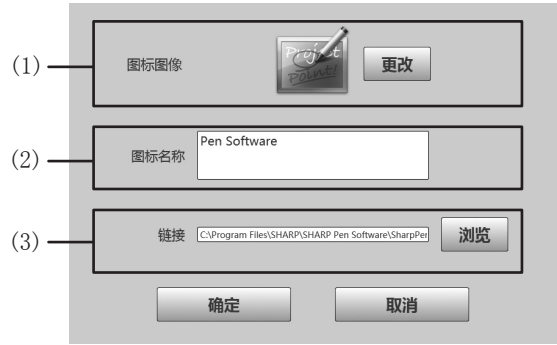 (1)
图标图像
Project
Point!
更改
(2)
图标名称
Pen Software
(3)
链接
C:\Program Files\SHARP\SHARP Pen Software\SharpPer
浏览
确定
取消